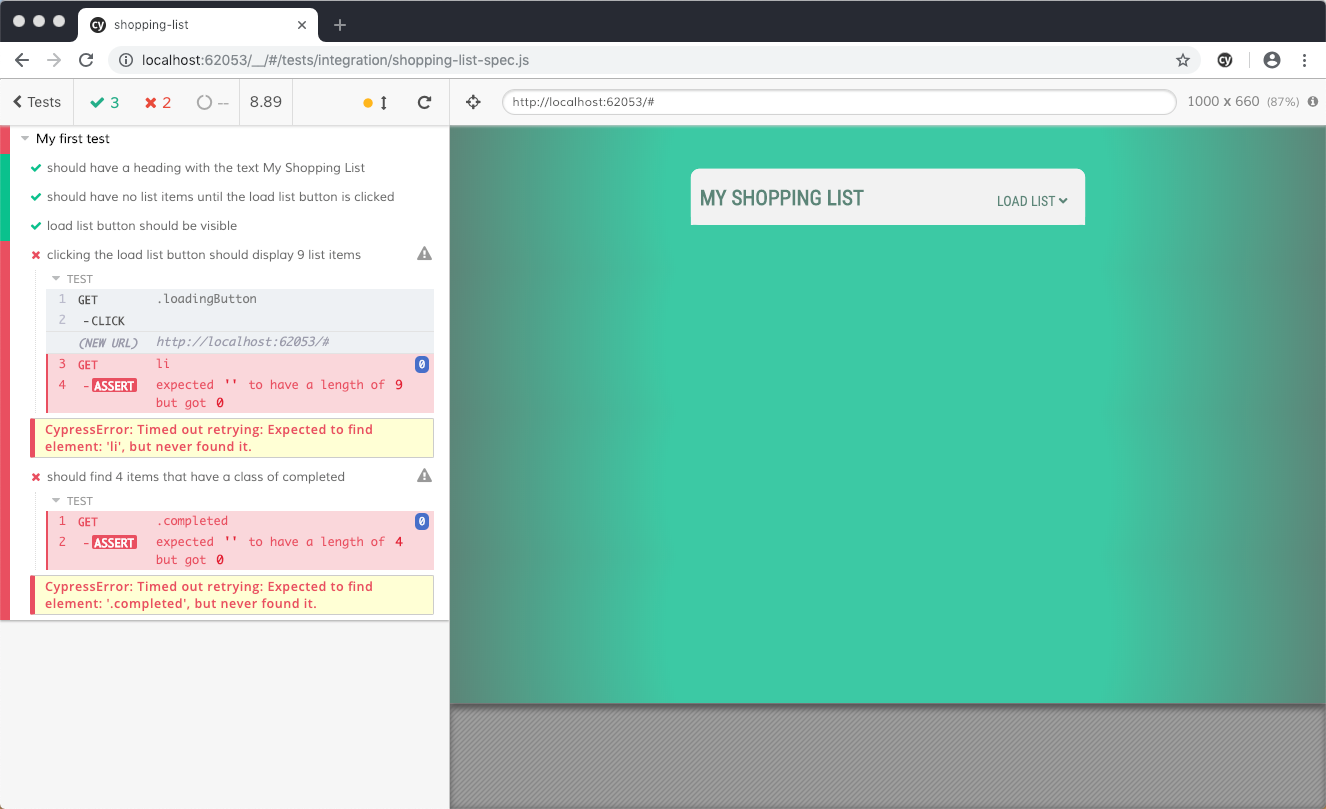 cy shopping-list
localhost:62053/__/#/tests/integration/shopping-list-spec.js cy
Tests 3 2 -- 8.89 http://localhost:62053/# 1000 x 660 (87%)
My first test
should have a heading with the text My Shopping List
should have no list items until the load list button is clicked
load list button should be visible
clicking the load list button should display 9 list items
TEST
1 GET .loadingButton
2 -CLICK
(NEW URL) http://localhost:62053/#
3 GET li 0
4 -ASSERT expected '' to have a length of 9
but got 0
CypressError: Timed out retrying: Expected to find
element: 'li', but never found it.
should find 4 items that have a class of completed
TEST
1 GET .completed 0
2 -ASSERT expected '' to have a length of 4
but got 0
CypressError: Timed out retrying: Expected to find
element: '.completed', but never found it.
MY SHOPPING LIST LOAD LIST